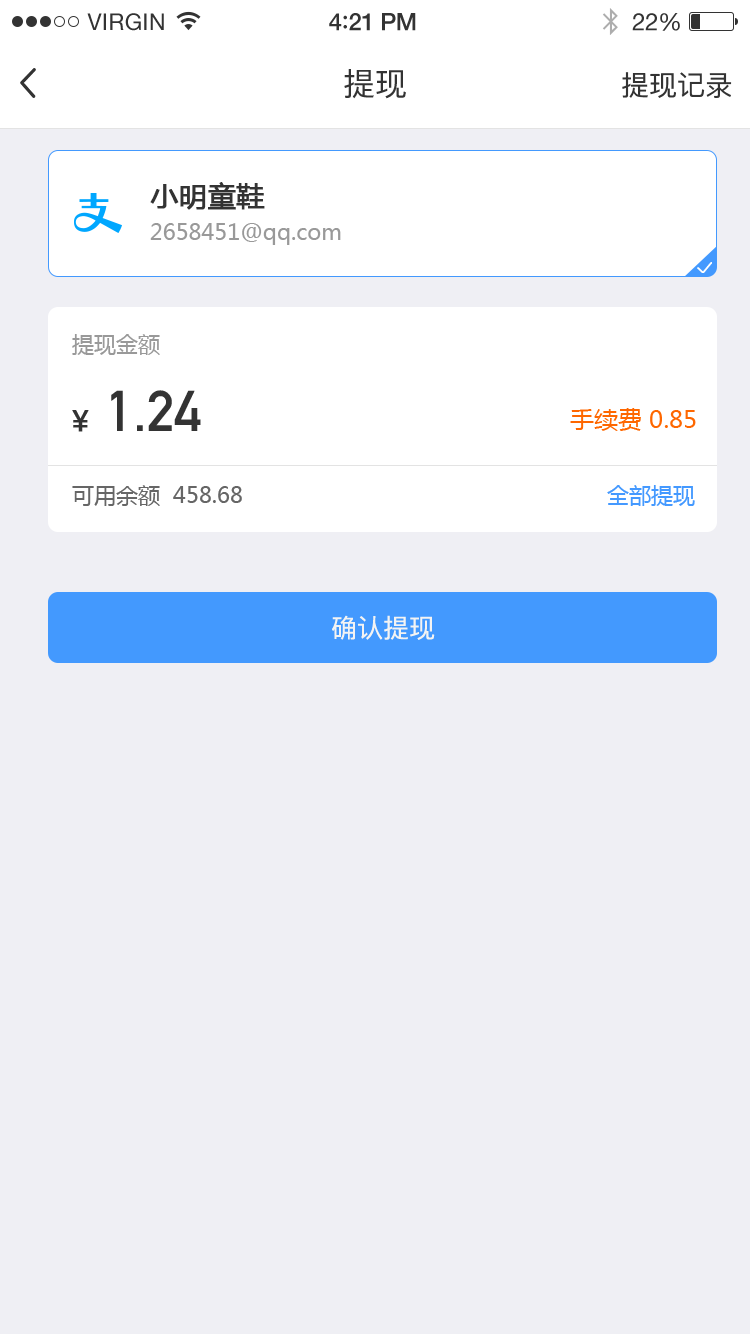 VIRGIN 4:21 PM 22%
提现 提现记录
支 小明童鞋
2658451@qq.com
提现金额
¥ 1.24 手续费 0.85
可用余额 458.68 全部提现
确认提现